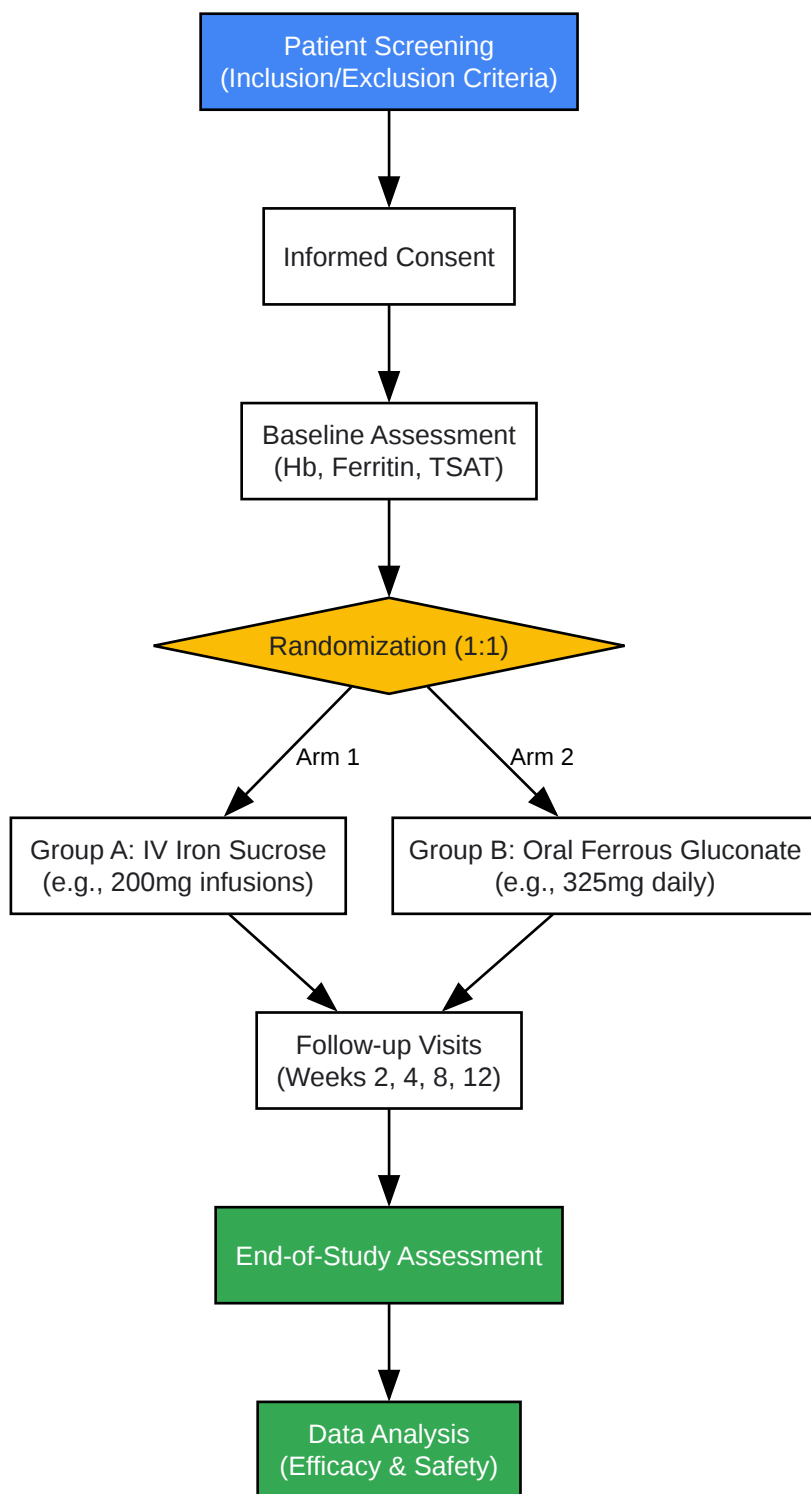 Patient Screening
(Inclusion/Exclusion Criteria)
Informed Consent
Baseline Assessment
(Hb, Ferritin, TSAT)
Randomization (1:1)
Arm 1
Arm 2
Group A: IV Iron Sucrose
(e.g., 200mg infusions)
Group B: Oral Ferrous Gluconate
(e.g., 325mg daily)
Follow-up Visits
(Weeks 2, 4, 8, 12)
End-of-Study Assessment
Data Analysis
(Efficacy & Safety)